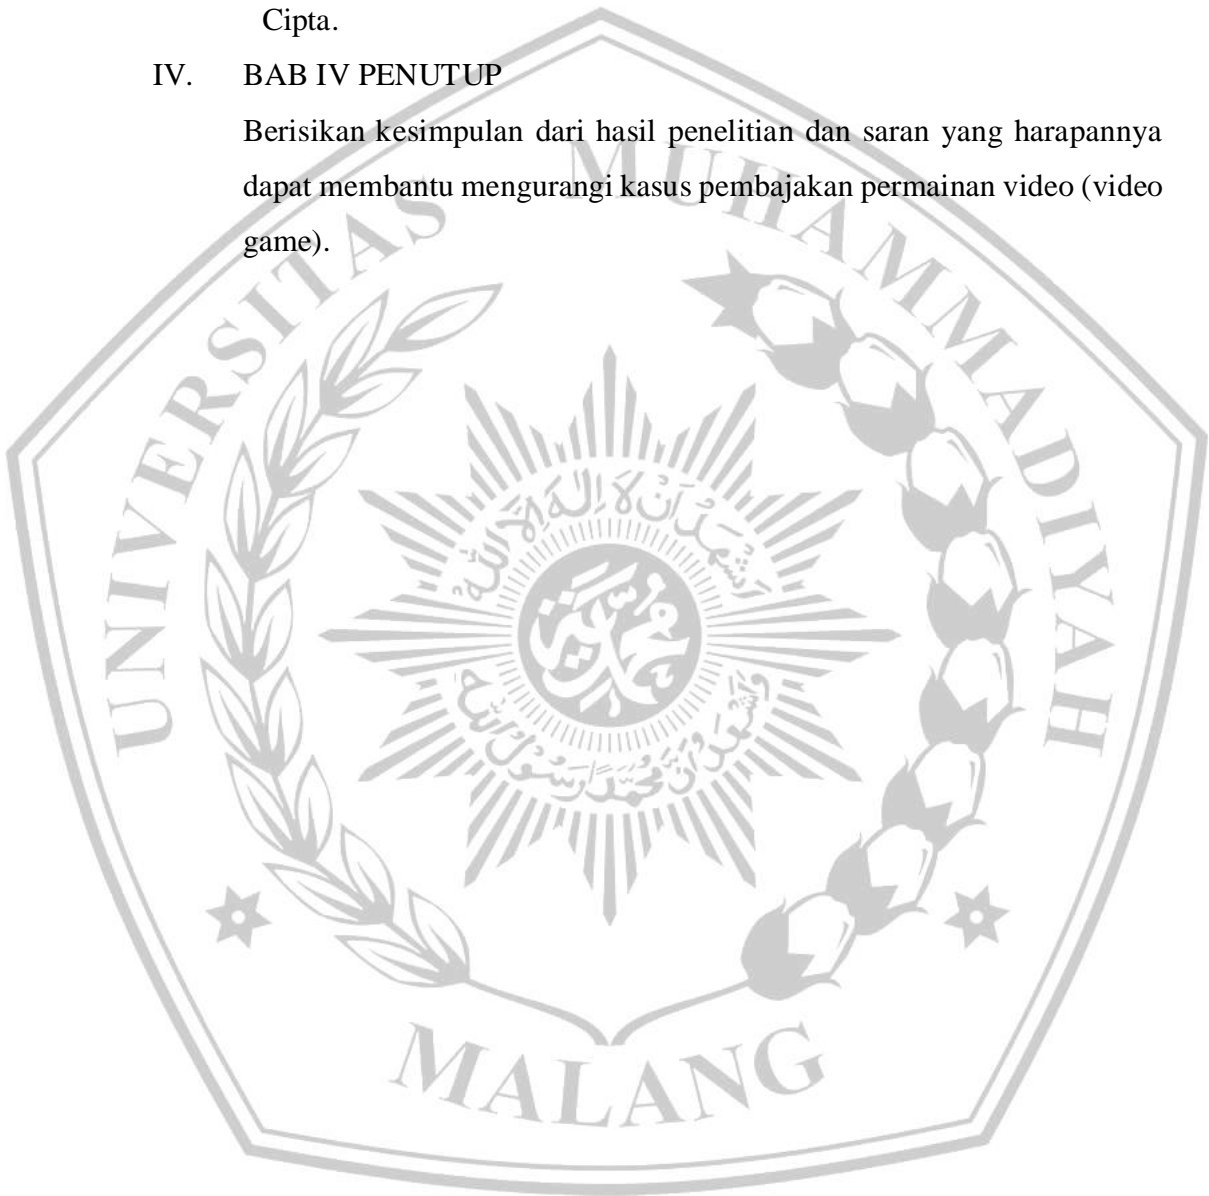 Cipta.
IV. BAB IV PENUTUP
Berisikan kesimpulan dari hasil penelitian dan saran yang harapannya
dapat membantu mengurangi kasus pembajakan permainan video (video
game).
UNIVERSITAS MUHAMMADIYAH
MALANG